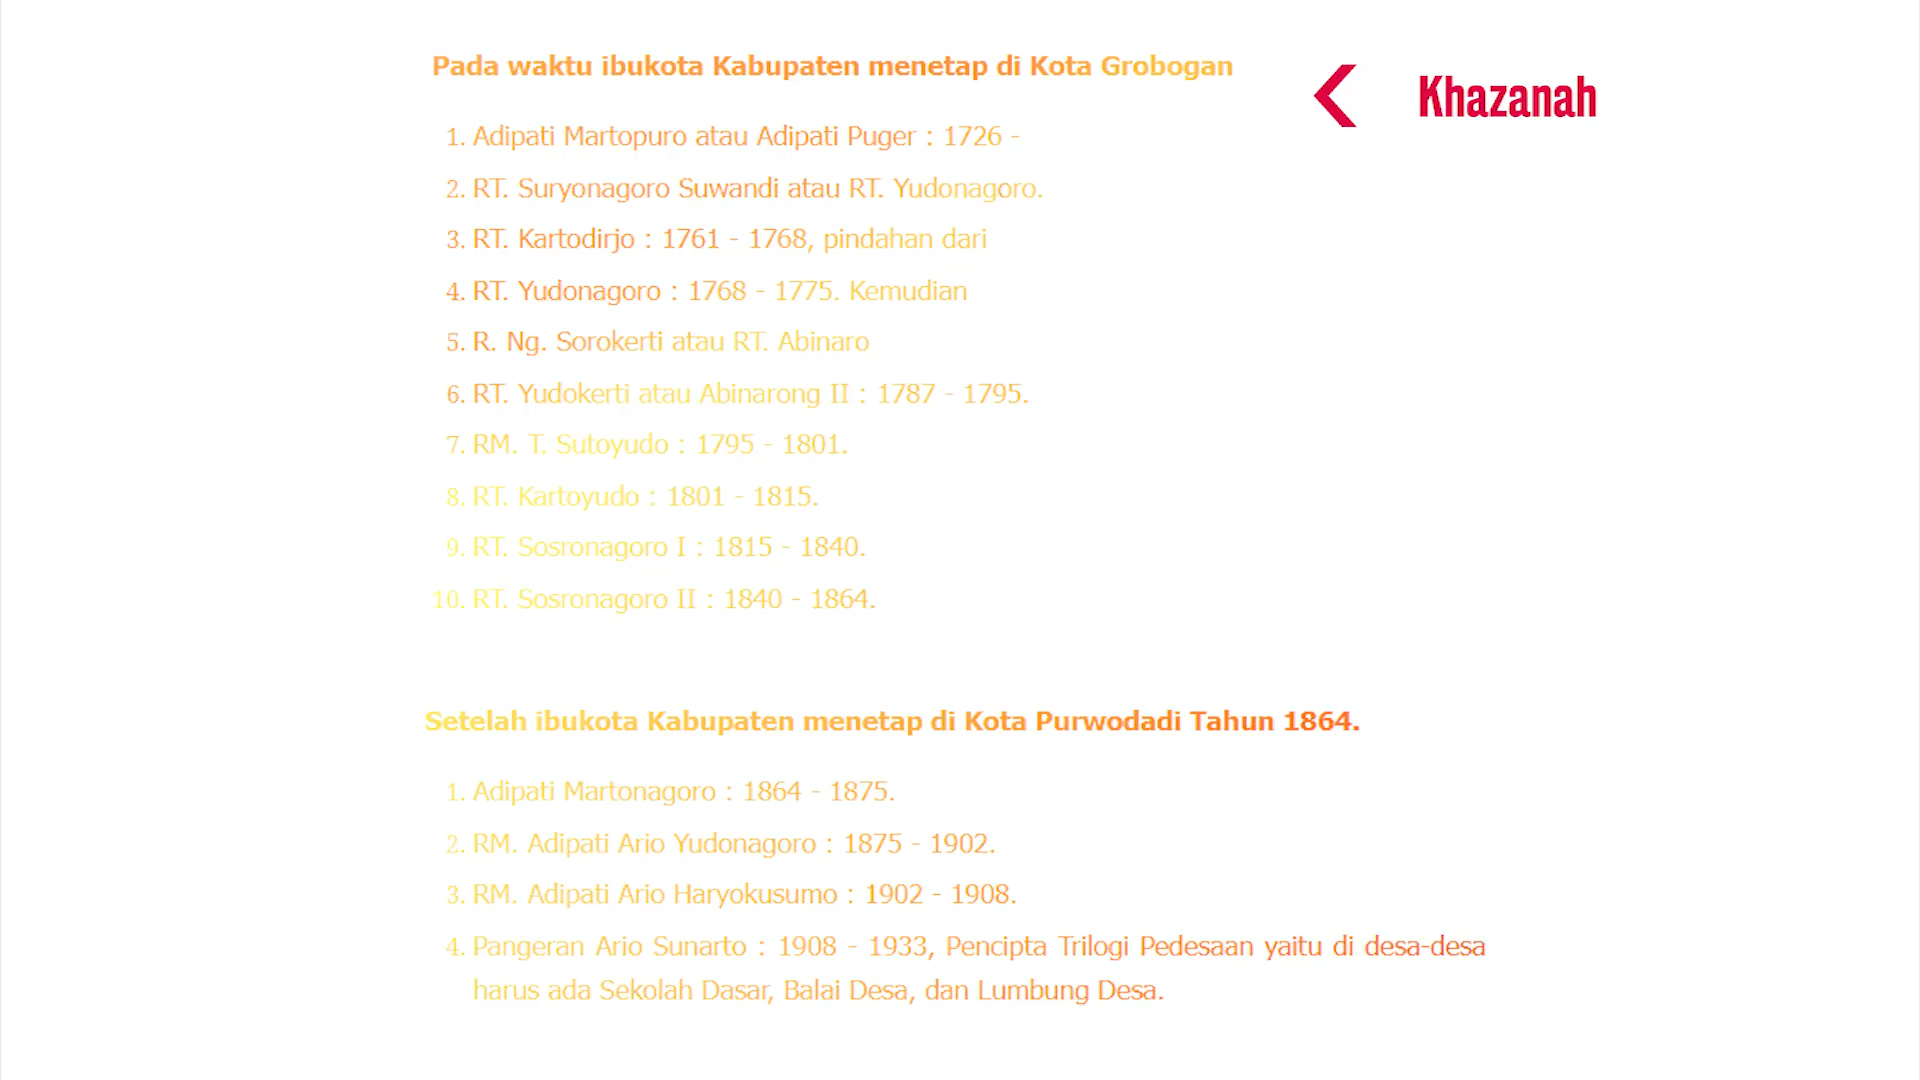 Pada waktu ibukota Kabupaten menetap di Kota Grobogan
Khazanah
1. Adipati Martopuro atau Adipati Puger : 1726 -
2. RT. Suryonagoro Suwandi atau RT. Yudonagoro.
3. RT. Kartodirjo : 1761 - 1768, pindahan dari
4. RT. Yudonagoro : 1768 - 1775. Kemudian
5. R. Ng. Sorokerti atau RT. Abinaro
6. RT. Yudokerti atau Abinarong II : 1787 - 1795.
7. RM. T. Sutoyudo : 1795 - 1801.
8. RT. Kartoyudo : 1801 - 1815.
9. RT. Sosronagoro I : 1815 - 1840.
10. RT. Sosronagoro II : 1840 - 1864.
Setelah ibukota Kabupaten menetap di Kota Purwodadi Tahun 1864.
1. Adipati Martonagoro : 1864 - 1875.
2. RM. Adipati Ario Yudonagoro : 1875 - 1902.
3. RM. Adipati Ario Haryokusumo : 1902 - 1908.
4. Pangeran Ario Sunarto : 1908 - 1933, Pencipta Trilogi Pedesaan yaitu di desa-desa
harus ada Sekolah Dasar, Balai Desa, dan Lumbung Desa.